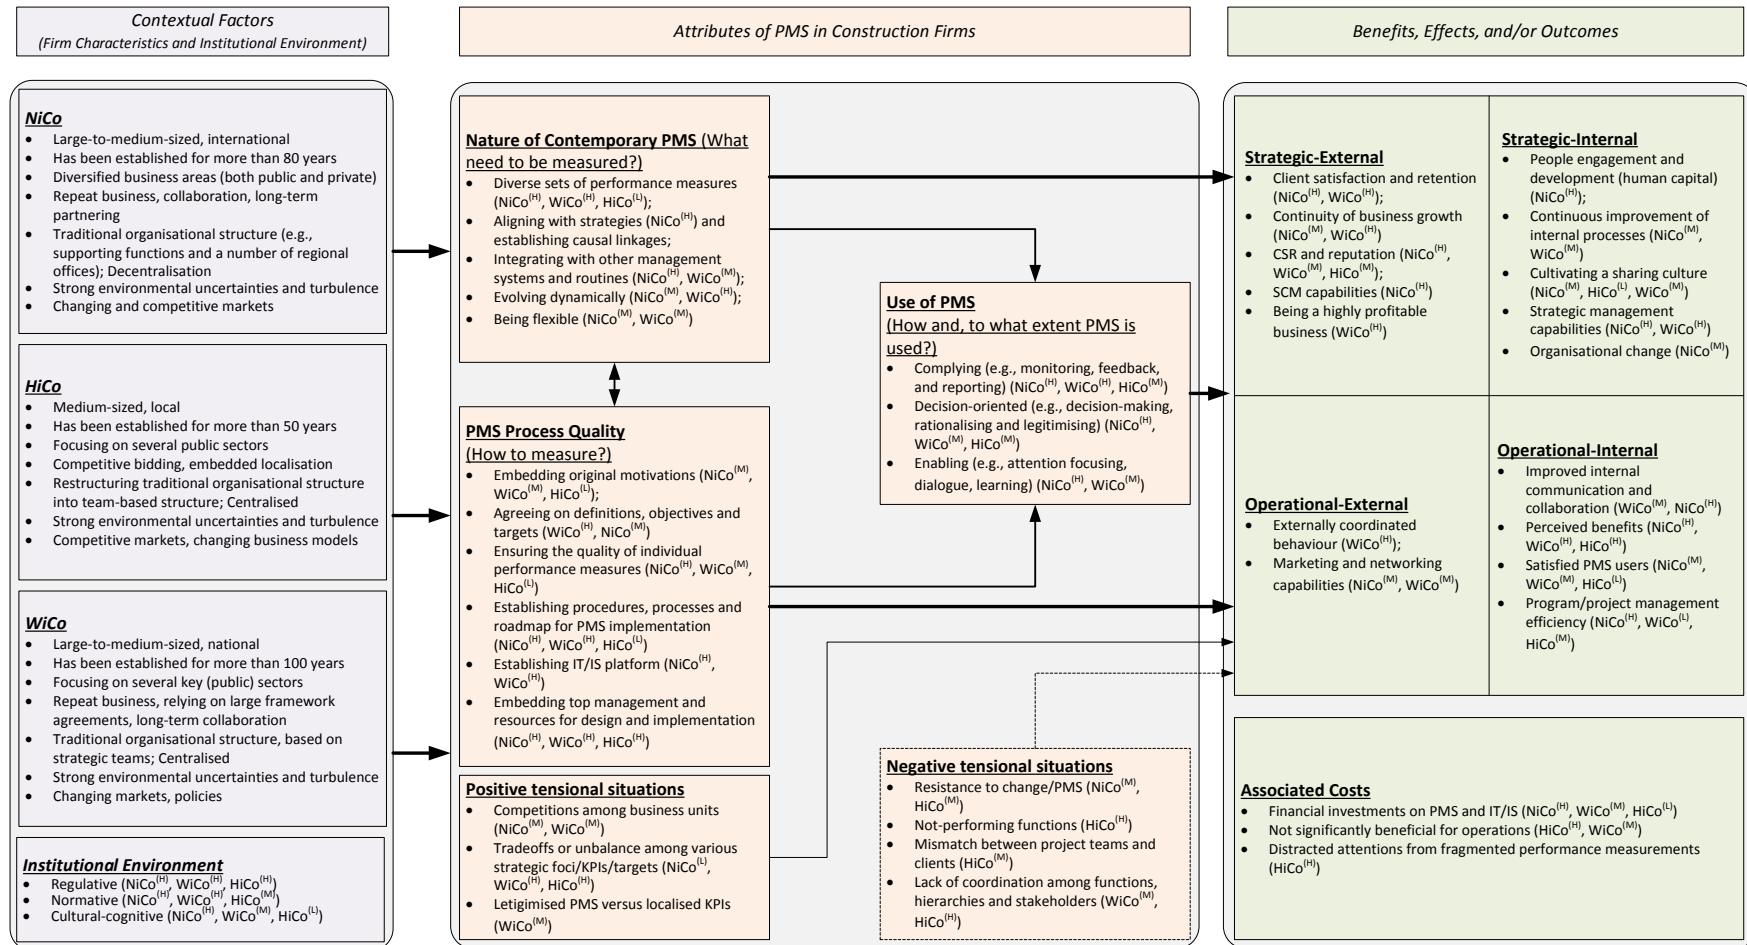 Contextual Factors
(Firm Characteristics and Institutional Environment)
Attributes of PMS in Construction Firms
Benefits, Effects, and/or Outcomes
NiCo
• Large-to-medium-sized, international
• Has been established for more than 80 years
• Diversified business areas (both public and private)
• Repeat business, collaboration, long-term
partnering
• Traditional organisational structure (e.g.,
supporting functions and a number of regional
offices); Decentralisation
• Strong environmental uncertainties and turbulence
• Changing and competitive markets
HiCo
• Medium-sized, local
• Has been established for more than 50 years
• Focusing on several public sectors
• Competitive bidding, embedded localisation
• Restructuring traditional organisational structure
into team-based structure; Centralised
• Strong environmental uncertainties and turbulence
• Competitive markets, changing business models
WiCo
• Large-to-medium-sized, national
• Has been established for more than 100 years
• Focusing on several key (public) sectors
• Repeat business, relying on large framework
agreements, long-term collaboration
• Traditional organisational structure, based on
strategic teams; Centralised
• Strong environmental uncertainties and turbulence
• Changing markets, policies
Institutional Environment
• Regulative (NiCo(H), WiCo(H), HiCo(H))
• Normative (NiCo(H), WiCo(H), HiCo(M))
• Cultural-cognitive (NiCo(H), WiCo(M), HiCo(L))
Nature of Contemporary PMS (What
need to be measured?)
• Diverse sets of performance measures
(NiCo(H), WiCo(H), HiCo(L));
• Aligning with strategies (NiCo(H)) and
establishing causal linkages;
• Integrating with other management
systems and routines (NiCo(H), WiCo(M));
• Evolving dynamically (NiCo(M), WiCo(H));
• Being flexible (NiCo(M), WiCo(M))
PMS Process Quality
(How to measure?)
• Embedding original motivations (NiCo(M),
WiCo(M), HiCo(L));
• Agreeing on definitions, objectives and
targets (WiCo(H), NiCo(M))
• Ensuring the quality of individual
performance measures (NiCo(H), WiCo(M),
HiCo(L))
• Establishing procedures, processes and
roadmap for PMS implementation
(NiCo(H), WiCo(H), HiCo(L))
• Establishing IT/IS platform (NiCo(H),
WiCo(H))
• Embedding top management and
resources for design and implementation
(NiCo(H), WiCo(H), HiCo(H))
Positive tensional situations
• Competitions among business units
(NiCo(M), WiCo(M))
• Tradeoffs or unbalance among various
strategic foci/KPIs/targets (NiCo(L),
WiCo(H), HiCo(H))
• Letigimised PMS versus localised KPIs
(WiCo(M))
Use of PMS
(How and, to what extent PMS is
used?)
• Complying (e.g., monitoring, feedback,
and reporting) (NiCo(H), WiCo(H), HiCo(M))
• Decision-oriented (e.g., decision-making,
rationalising and legitimising) (NiCo(H),
WiCo(M), HiCo(M))
• Enabling (e.g., attention focusing,
dialogue, learning) (NiCo(H), WiCo(M))
Negative tensional situations
• Resistance to change/PMS (NiCo(M),
HiCo(M))
• Not-performing functions (HiCo(H))
• Mismatch between project teams and
clients (HiCo(M))
• Lack of coordination among functions,
hierarchies and stakeholders (WiCo(M),
HiCo(H))
Strategic-External
• Client satisfaction and retention
(NiCo(H), WiCo(H));
• Continuity of business growth
(NiCo(M), WiCo(H))
• CSR and reputation (NiCo(H),
WiCo(M), HiCo(M));
• SCM capabilities (NiCo(H))
• Being a highly profitable
business (WiCo(H))
Strategic-Internal
• People engagement and
development (human capital)
(NiCo(H));
• Continuous improvement of
internal processes (NiCo(M),
WiCo(M))
• Cultivating a sharing culture
(NiCo(M), HiCo(L), WiCo(M))
• Strategic management
capabilities (NiCo(H), WiCo(H))
• Organisational change (NiCo(M))
Operational-External
• Externally coordinated
behaviour (WiCo(H));
• Marketing and networking
capabilities (NiCo(M), WiCo(M))
Operational-Internal
• Improved internal
communication and
collaboration (WiCo(M), NiCo(H))
• Perceived benefits (NiCo(H),
WiCo(H), HiCo(H))
• Satisfied PMS users (NiCo(M),
WiCo(M), HiCo(L))
• Program/project management
efficiency (NiCo(H), WiCo(L),
HiCo(M))
Associated Costs
• Financial investments on PMS and IT/IS (NiCo(H), WiCo(M), HiCo(L))
• Not significantly beneficial for operations (HiCo(H), WiCo(M))
• Distracted attentions from fragmented performance measurements
(HiCo(H))